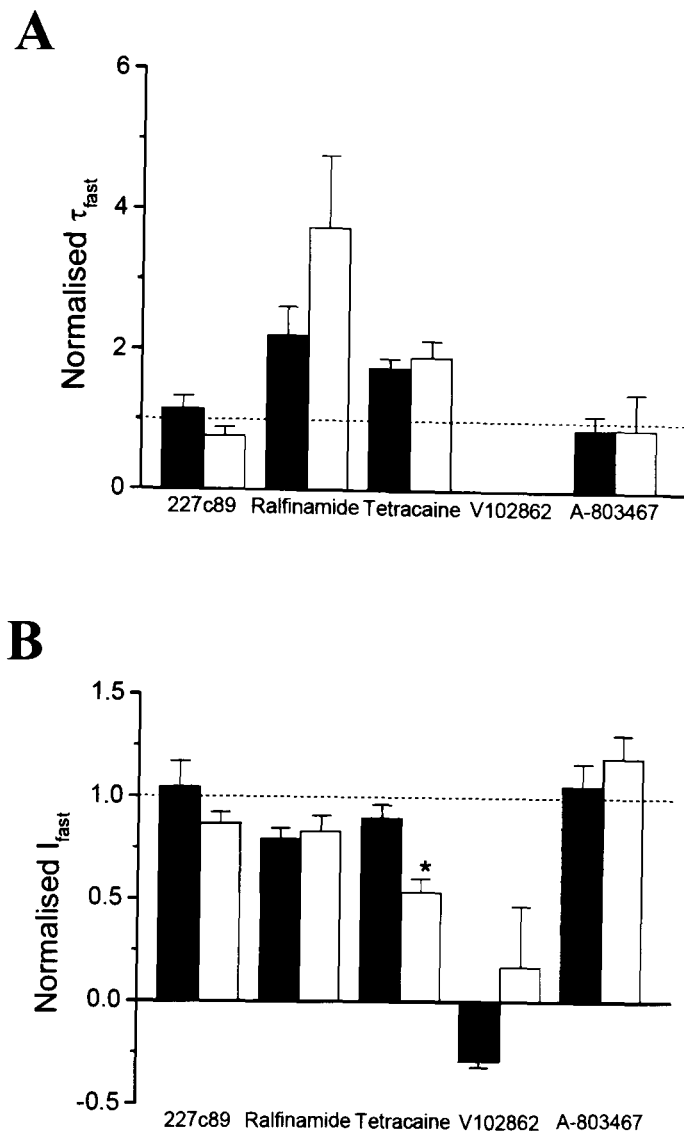 A
6
4
2
0
Normalised τfast
227c89 Ralfinamide Tetracaine V102862 A-803467
B
1.5
1.0
0.5
0.0
-0.5
Normalised Ifast
*
227c89 Ralfinamide Tetracaine V102862 A-803467